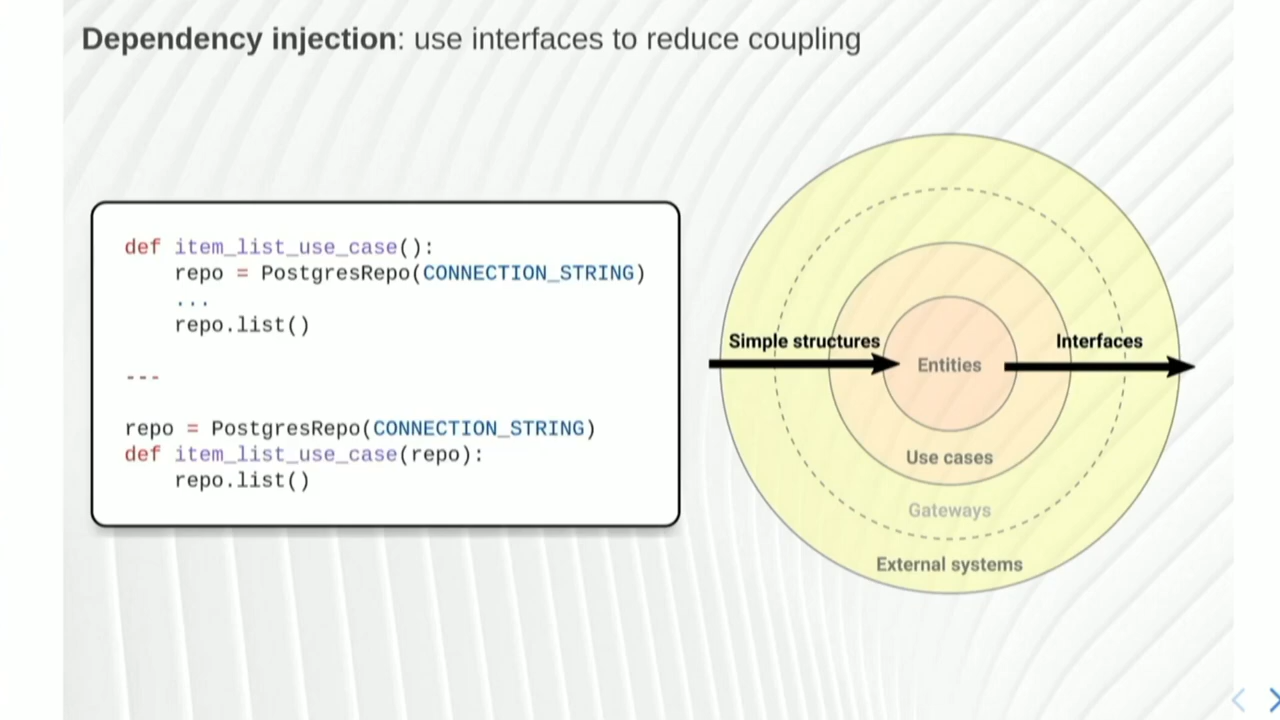 Dependency injection: use interfaces to reduce coupling
def item_list_use_case():
    repo = PostgresRepo(CONNECTION_STRING)
    ...
    repo.list()
---
repo = PostgresRepo(CONNECTION_STRING)
def item_list_use_case(repo):
    repo.list()
Simple structures
Interfaces
Entities
Use cases
Gateways
External systems